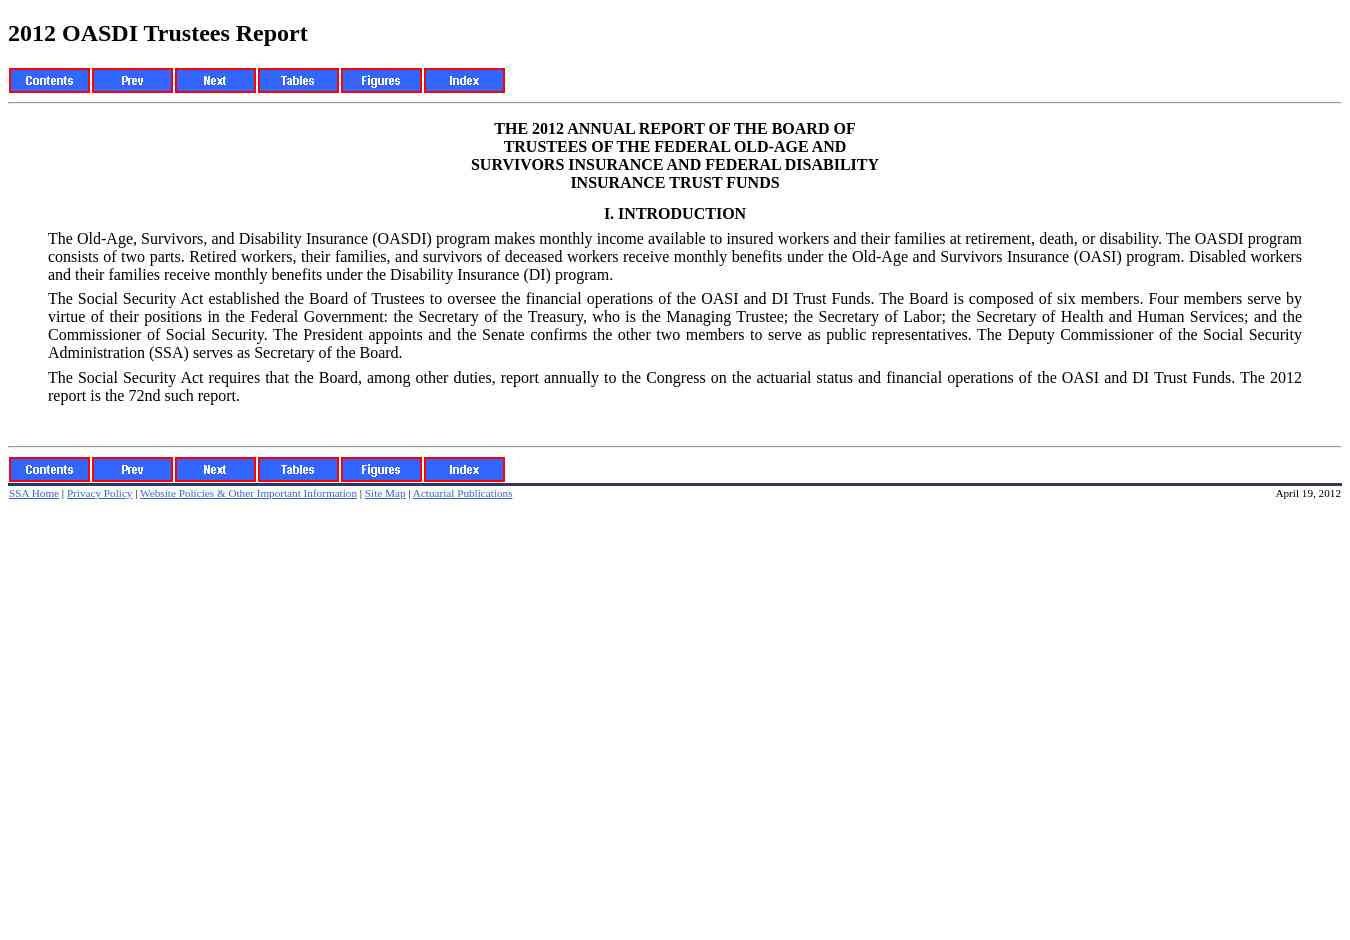 2012 OASDI Trustees Report
Contents Prev Next Tables Figures Index
THE 2012 ANNUAL REPORT OF THE BOARD OF
TRUSTEES OF THE FEDERAL OLD-AGE AND
SURVIVORS INSURANCE AND FEDERAL DISABILITY
INSURANCE TRUST FUNDS
I. INTRODUCTION
The Old-Age, Survivors, and Disability Insurance (OASDI) program makes monthly income available to insured workers and their families at retirement, death, or disability. The OASDI program
consists of two parts. Retired workers, their families, and survivors of deceased workers receive monthly benefits under the Old-Age and Survivors Insurance (OASI) program. Disabled workers
and their families receive monthly benefits under the Disability Insurance (DI) program.
The Social Security Act established the Board of Trustees to oversee the financial operations of the OASI and DI Trust Funds. The Board is composed of six members. Four members serve by
virtue of their positions in the Federal Government: the Secretary of the Treasury, who is the Managing Trustee; the Secretary of Labor; the Secretary of Health and Human Services; and the
Commissioner of Social Security. The President appoints and the Senate confirms the other two members to serve as public representatives. The Deputy Commissioner of the Social Security
Administration (SSA) serves as Secretary of the Board.
The Social Security Act requires that the Board, among other duties, report annually to the Congress on the actuarial status and financial operations of the OASI and DI Trust Funds. The 2012
report is the 72nd such report.
Contents Prev Next Tables Figures Index
SSA Home | Privacy Policy | Website Policies & Other Important Information | Site Map | Actuarial Publications April 19, 2012